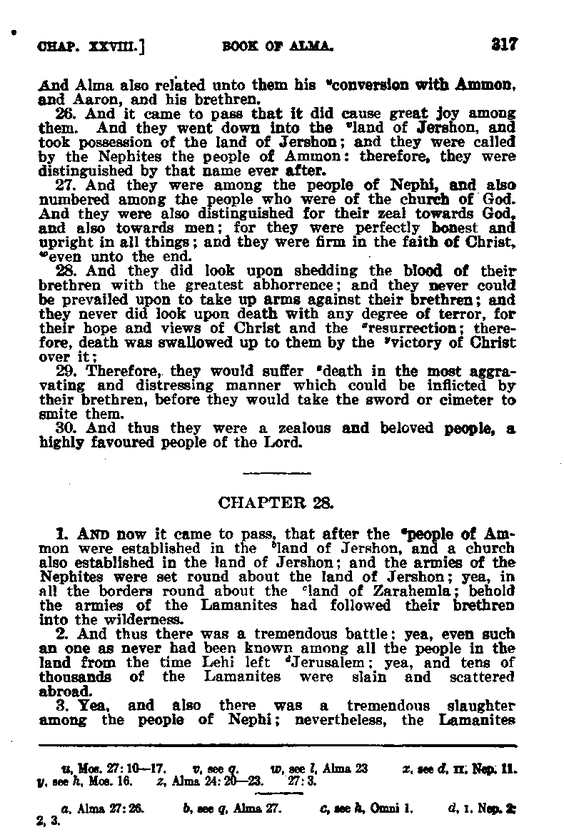 CHAP. XXVIII.] BOOK OF ALMA. 317
And Alma also related unto them his ᵘconversion with Ammon,
and Aaron, and his brethren.
26. And it came to pass that it did cause great joy among
them. And they went down into the ᵛland of Jershon, and
took possession of the land of Jershon; and they were called
by the Nephites the people of Ammon: therefore, they were
distinguished by that name ever after.
27. And they were among the people of Nephi, and also
numbered among the people who were of the church of God.
And they were also distinguished for their zeal towards God,
and also towards men; for they were perfectly honest and
upright in all things; and they were firm in the faith of Christ,
ʷeven unto the end.
28. And they did look upon shedding the blood of their
brethren with the greatest abhorrence; and they never could
be prevailed upon to take up arms against their brethren; and
they never did look upon death with any degree of terror, for
their hope and views of Christ and the ˣresurrection; there-
fore, death was swallowed up to them by the ʸvictory of Christ
over it;
29. Therefore, they would suffer ᶻdeath in the most aggra-
vating and distressing manner which could be inflicted by
their brethren, before they would take the sword or cimeter to
smite them.
30. And thus they were a zealous and beloved people, a
highly favoured people of the Lord.
CHAPTER 28.
1. AND now it came to pass, that after the ᵃpeople of Am-
mon were established in the ᵇland of Jershon, and a church
also established in the land of Jershon; and the armies of the
Nephites were set round about the land of Jershon; yea, in
all the borders round about the ᶜland of Zarahemla; behold
the armies of the Lamanites had followed their brethren
into the wilderness.
2. And thus there was a tremendous battle; yea, even such
an one as never had been known among all the people in the
land from the time Lehi left ᵈJerusalem; yea, and tens of
thousands of the Lamanites were slain and scattered
abroad.
3. Yea, and also there was a tremendous slaughter
among the people of Nephi; nevertheless, the Lamanites
u, Mos. 27:10—17. v, see q. w, see l, Alma 23 x, see d, II. Nep. 11.
y, see h, Mos. 16. z, Alma 24:20—23. 27:3.
a, Alma 27:26. b, see q, Alma 27. c, see h, Omni 1. d, I. Nep. 2:
2, 3.